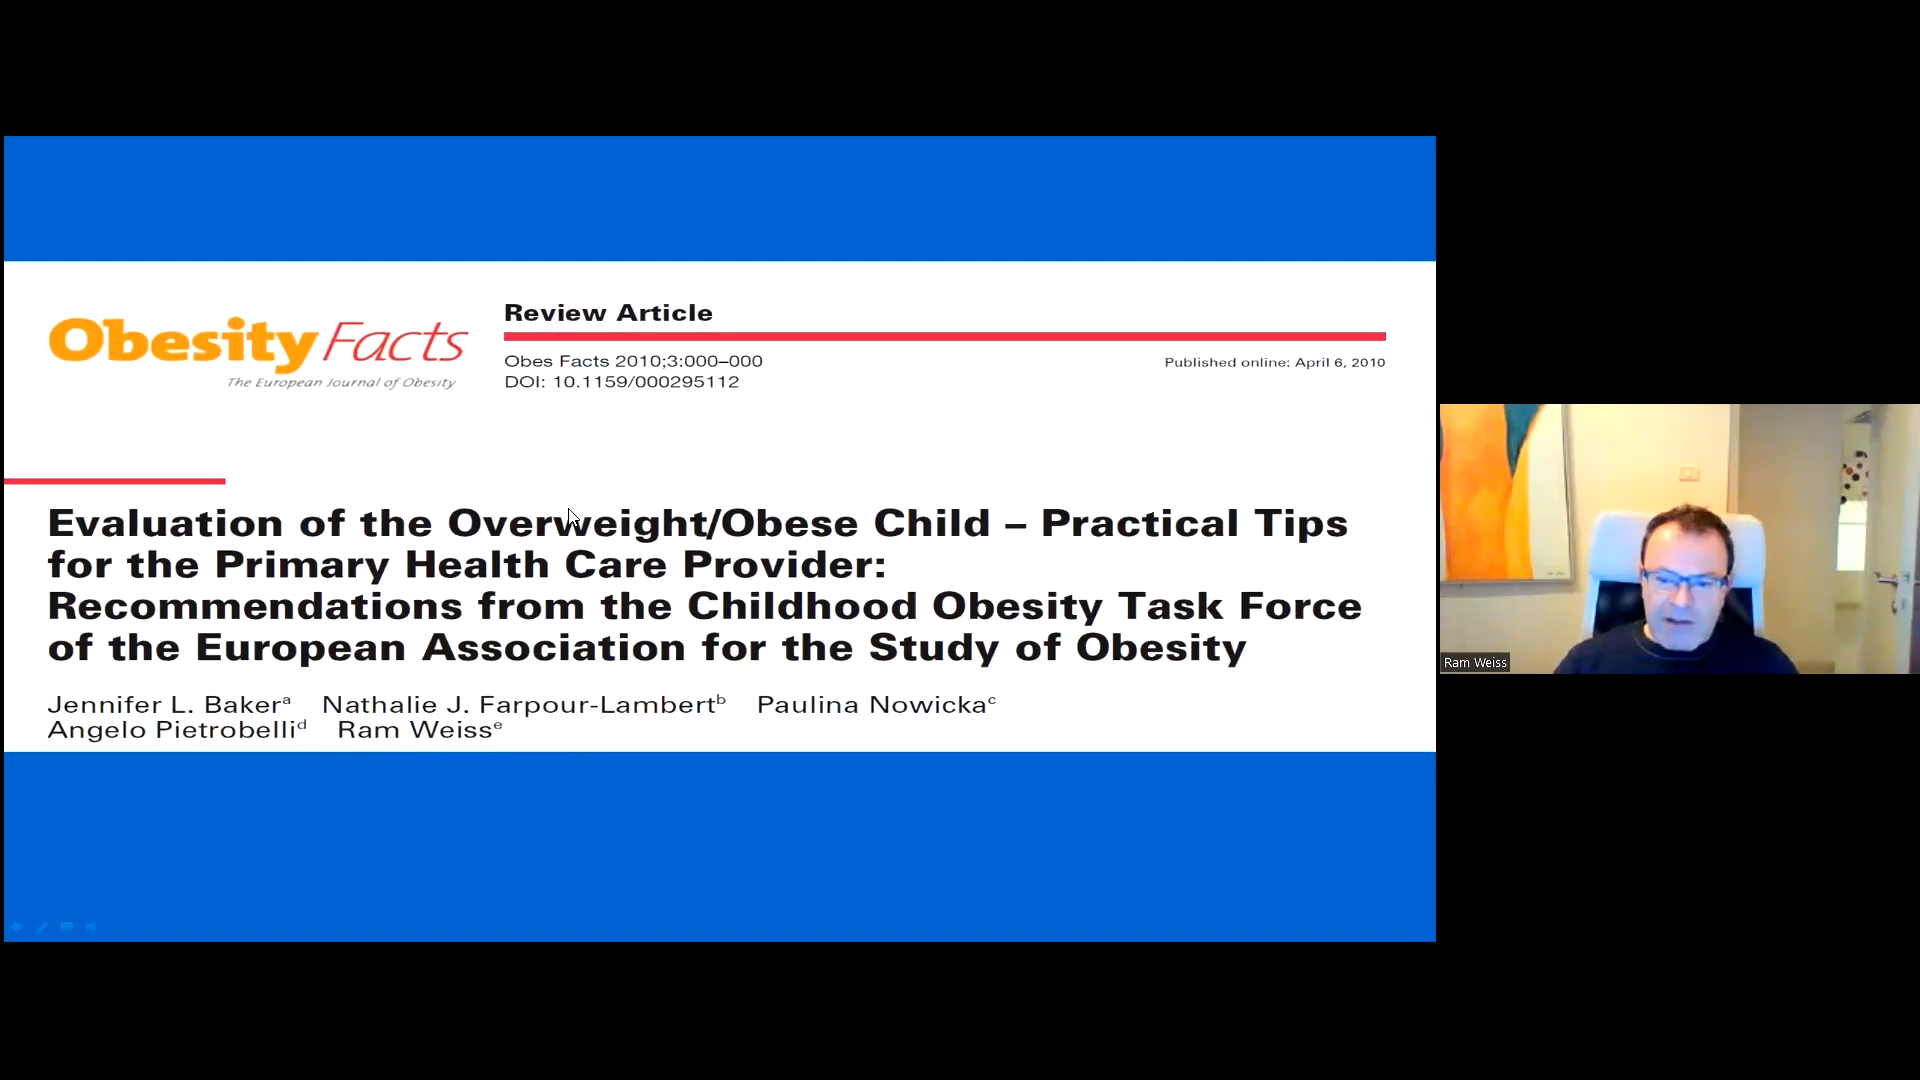 Obesity Facts
The European Journal of Obesity
Review Article
Obes Facts 2010;3:000–000
DOI: 10.1159/000295112
Published online: April 6, 2010
Evaluation of the Overweight/Obese Child – Practical Tips
for the Primary Health Care Provider:
Recommendations from the Childhood Obesity Task Force
of the European Association for the Study of Obesity
Jennifer L. Bakerᵃ Nathalie J. Farpour-Lambertᵇ Paulina Nowickaᶜ
Angelo Pietrobelliᵈ Ram Weissᵉ
Ram Weiss